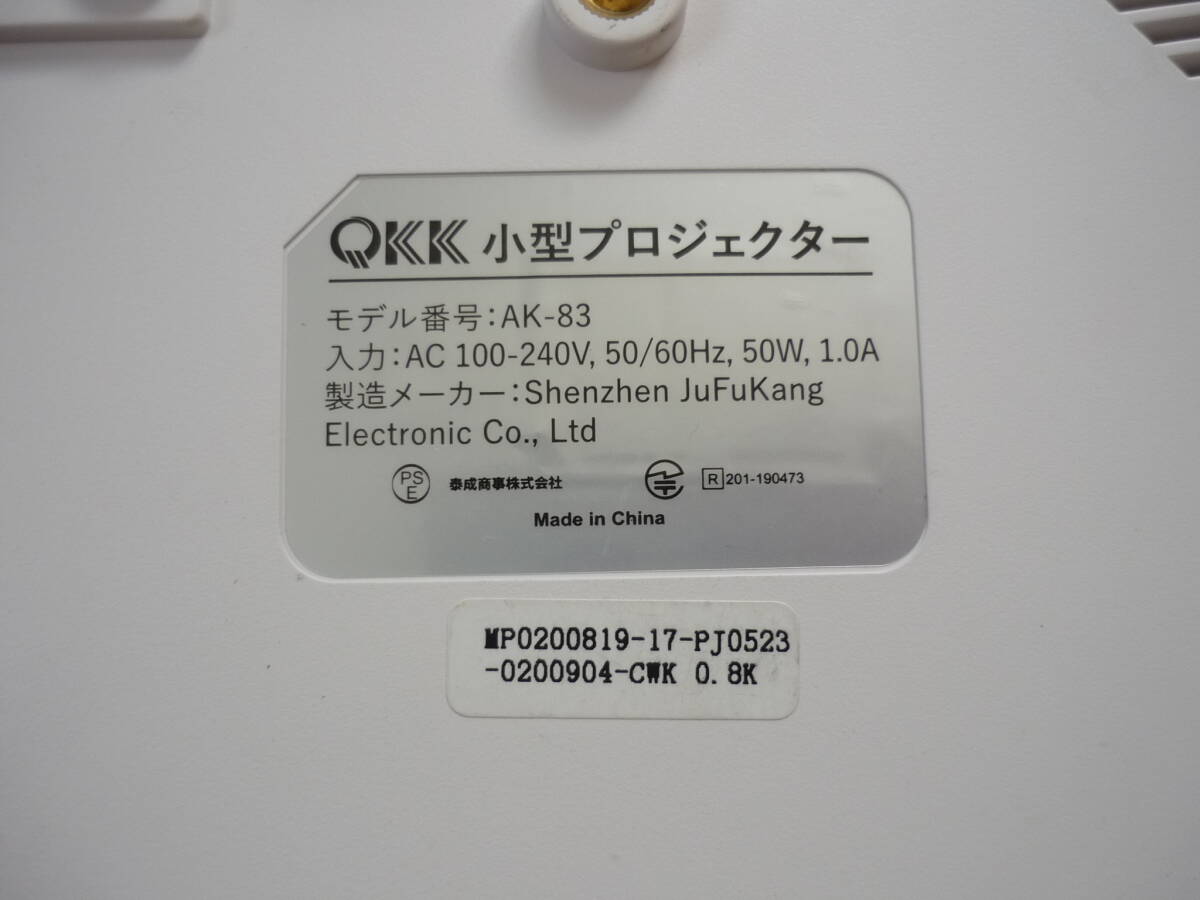 QKK 小型プロジェクター
モデル番号:AK-83
入力:AC 100-240V, 50/60Hz, 50W, 1.0A
製造メーカー:Shenzhen JuFuKang
Electronic Co., Ltd
PS E 泰成商事株式会社 R 201-190473
Made in China
MP0200819-17-PJ0523
-0200904-CWK 0.8K